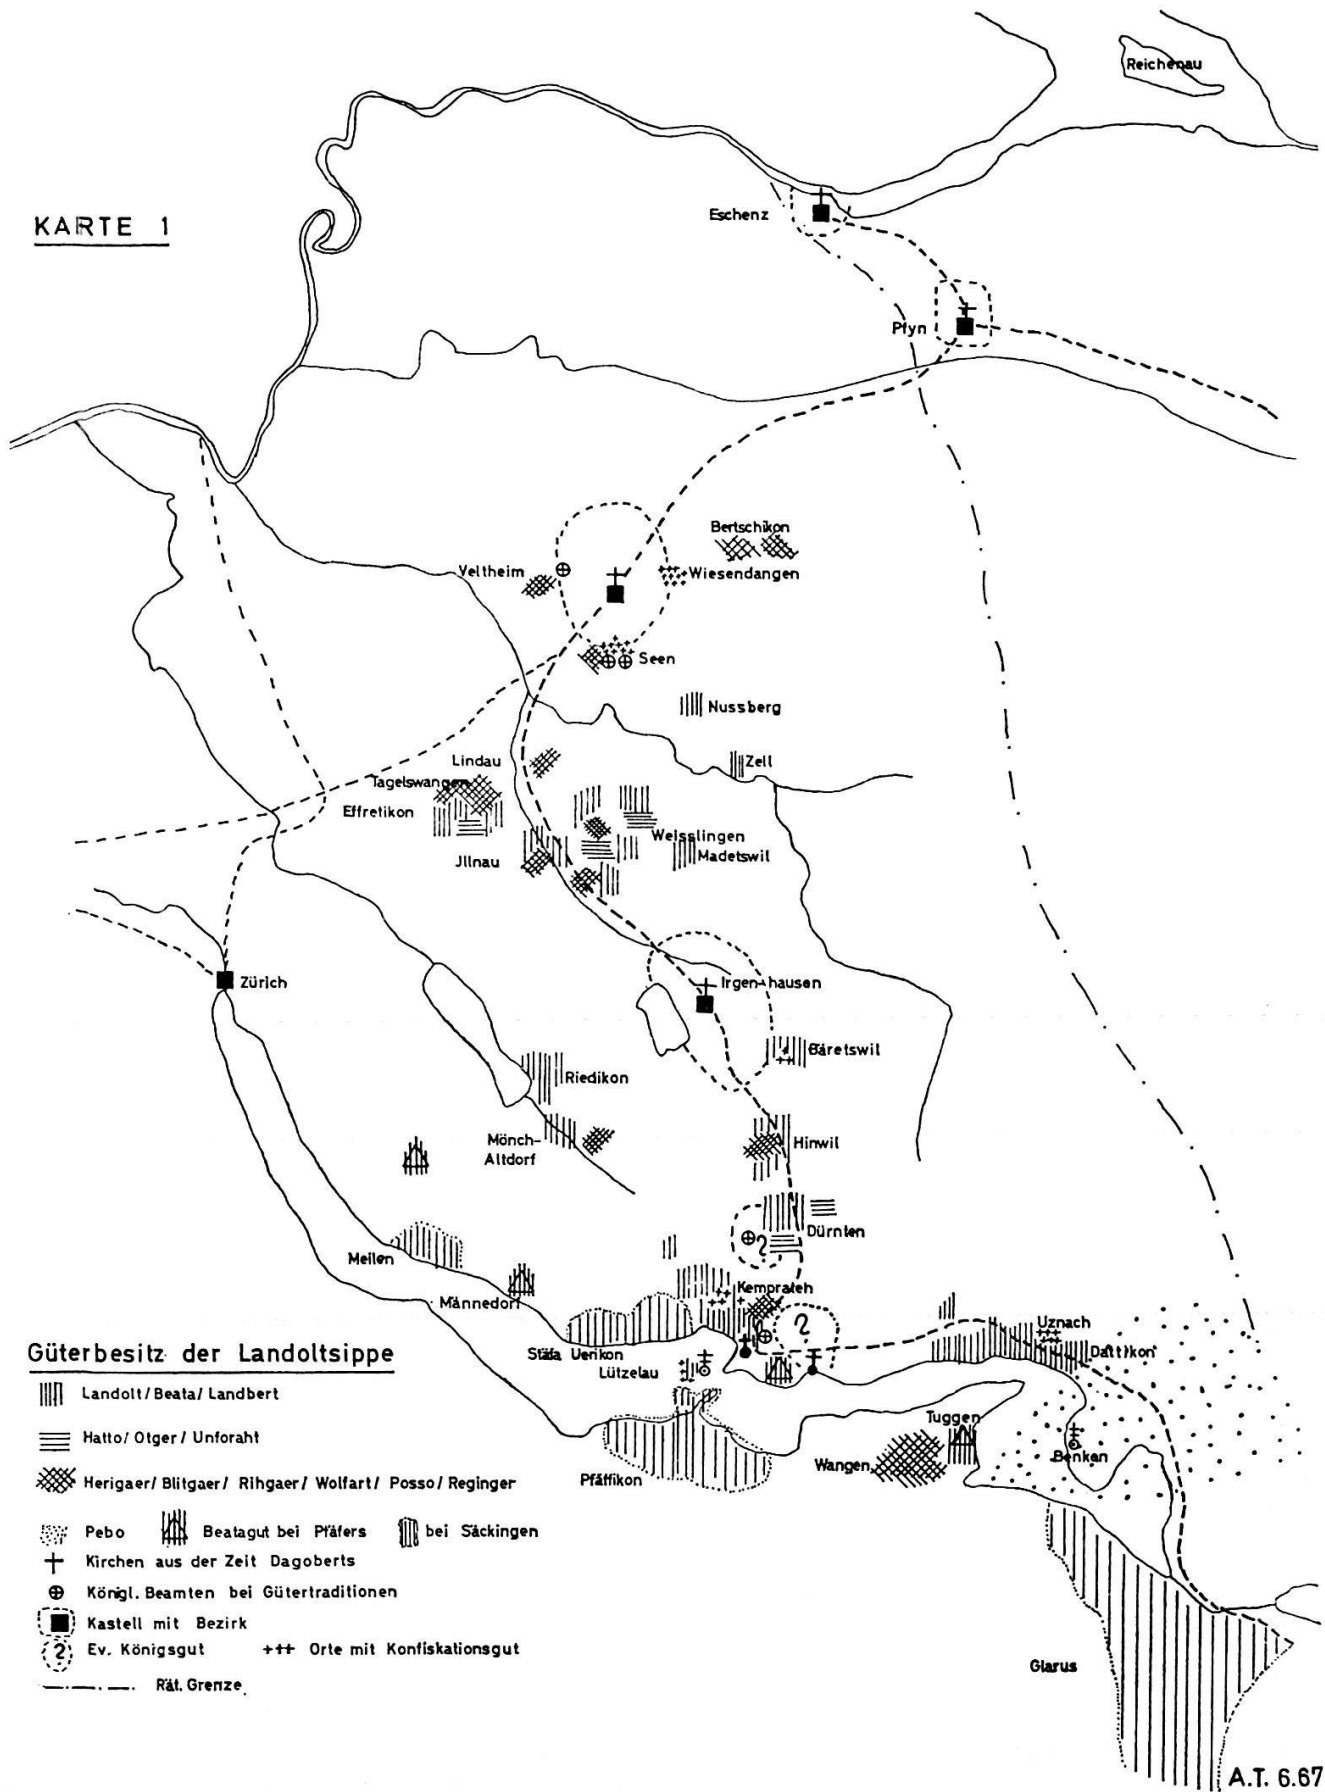 Reichenau
KARTE 1
Eschenz
Pfyn
Bertschikon
Veltheim
Wiesendangen
Seen
Nussberg
Zell
Lindau
Tagelswangen
Effretikon
Weisslingen
Jllnau
Madetswil
Zürich
Irgen-hausen
Bäretswil
Riedikon
Mönch-
Altdorf
Hinwil
?
Dürnten
Meilen
Kempraten
Männedorf
?
Uznach
Stäfa Uerikon
Dattikon
Lützelau
Tuggen
Benken
Wangen
Pfäffikon
Glarus
Güterbesitz der Landoltsippe
Landolt/Beata/Landbert
Hatto/Otger/Unforaht
Herigaer/Blitgaer/Rihgaer/Wolfart/Posso/Reginger
Pebo Beatagut bei Pfäfers bei Säckingen
Kirchen aus der Zeit Dagoberts
Königl. Beamten bei Gütertraditionen
Kastell mit Bezirk
? Ev. Königsgut Orte mit Konfiskationsgut
Rät. Grenze
A.T. 6.67